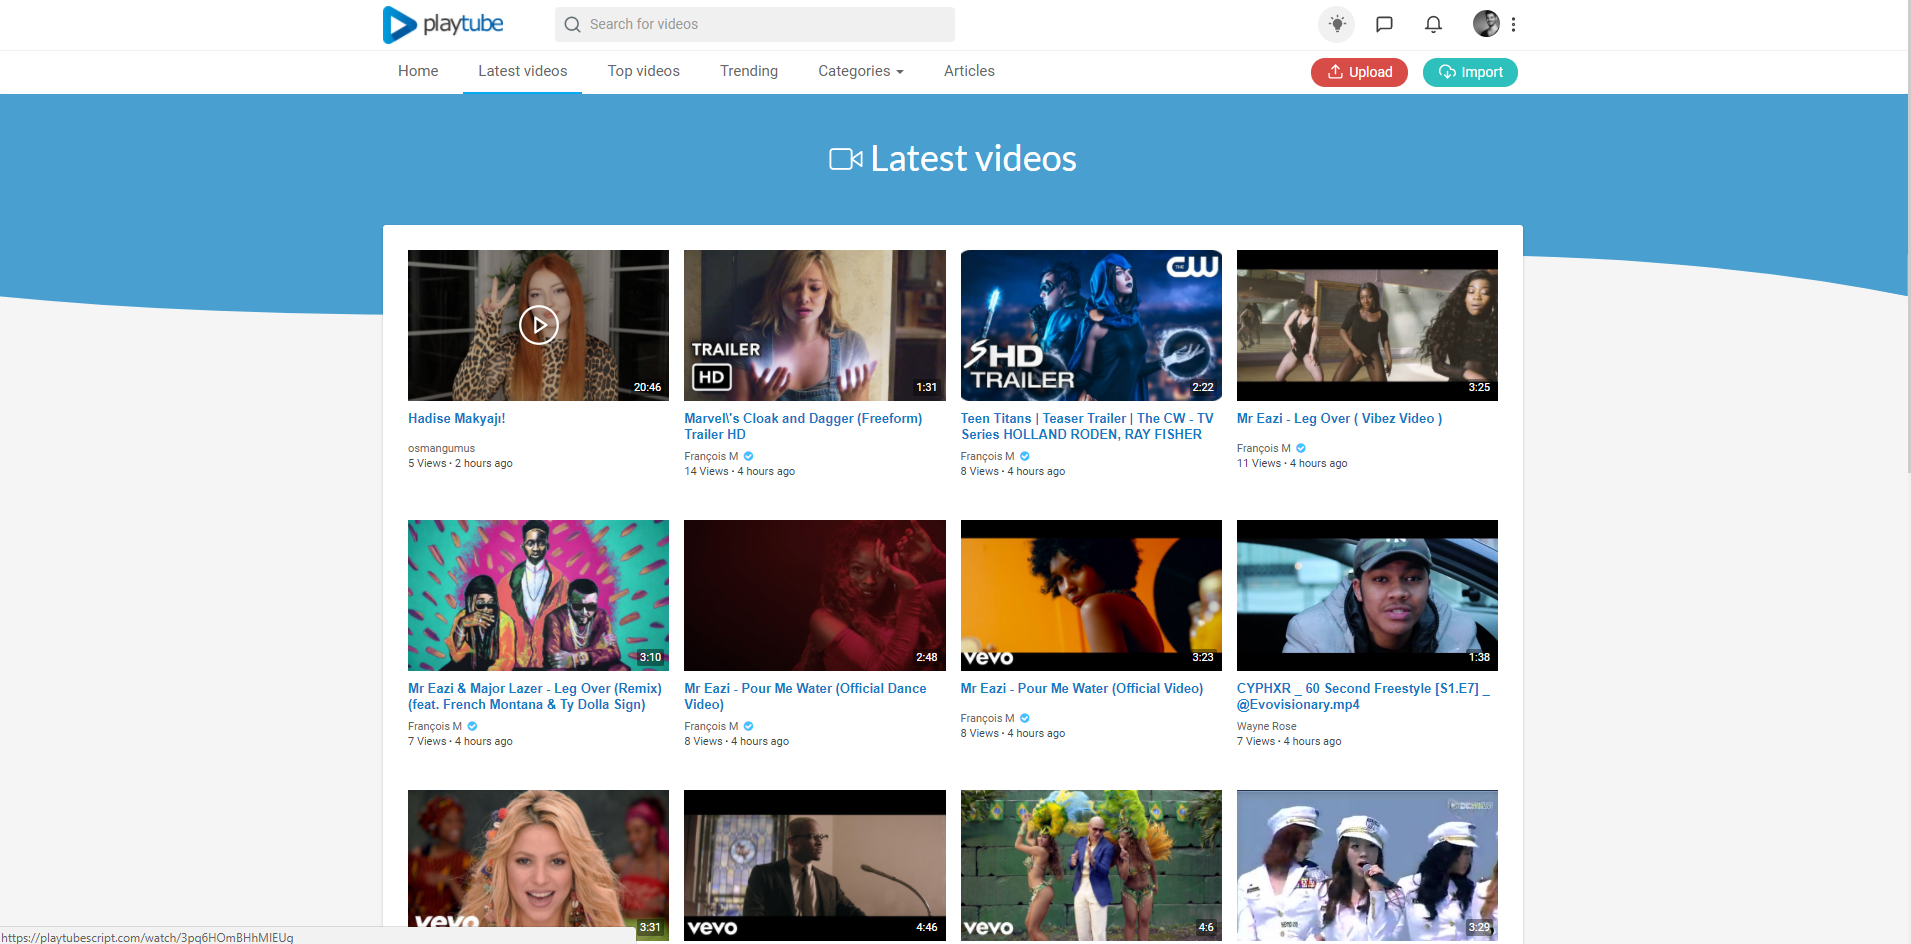 playtube
Search for videos
Home
Latest videos
Top videos
Trending
Categories
Articles
Upload
Import
Latest videos
20:46
TRAILER
HD
1:31
THE CW
HD
TRAILER
2:22
3:25
Hadise Makyajı!
osmangumus
5 Views · 2 hours ago
Marvel\'s Cloak and Dagger (Freeform)
Trailer HD
François M
14 Views · 4 hours ago
Teen Titans | Teaser Trailer | The CW - TV
Series HOLLAND RODEN, RAY FISHER
François M
8 Views · 4 hours ago
Mr Eazi - Leg Over ( Vibez Video )
François M
11 Views · 4 hours ago
3:10
2:48
vevo
3:23
1:38
Mr Eazi & Major Lazer - Leg Over (Remix)
(feat. French Montana & Ty Dolla Sign)
François M
7 Views · 4 hours ago
Mr Eazi - Pour Me Water (Official Dance
Video)
François M
8 Views · 4 hours ago
Mr Eazi - Pour Me Water (Official Video)
François M
8 Views · 4 hours ago
CYPHXR _ 60 Second Freestyle [S1.E7] _
@Evovisionary.mp4
Wayne Rose
7 Views · 4 hours ago
vevo
3:31
vevo
4:46
vevo
4:6
3:29
https://playtubescript.com/watch/3pq6HOmBHhMIEUg